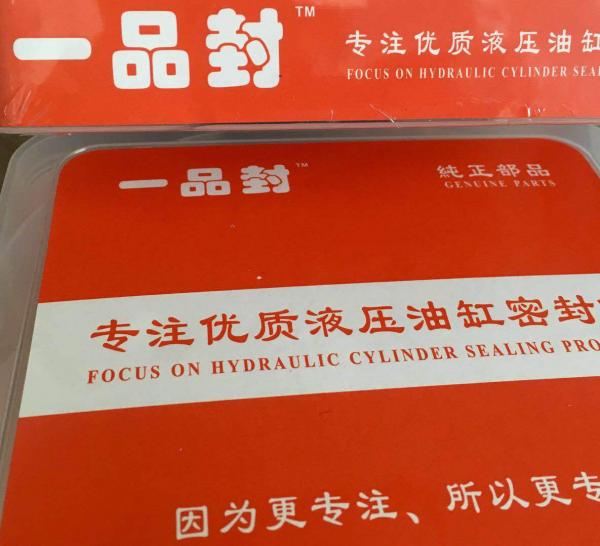 一品封™
专注优质液压油缸
FOCUS ON HYDRAULIC CYLINDER SEAL
一品封™
純正部品
GENUINE PARTS
专注优质液压油缸密封
FOCUS ON HYDRAULIC CYLINDER SEALING PRO
因为更专注、所以更专